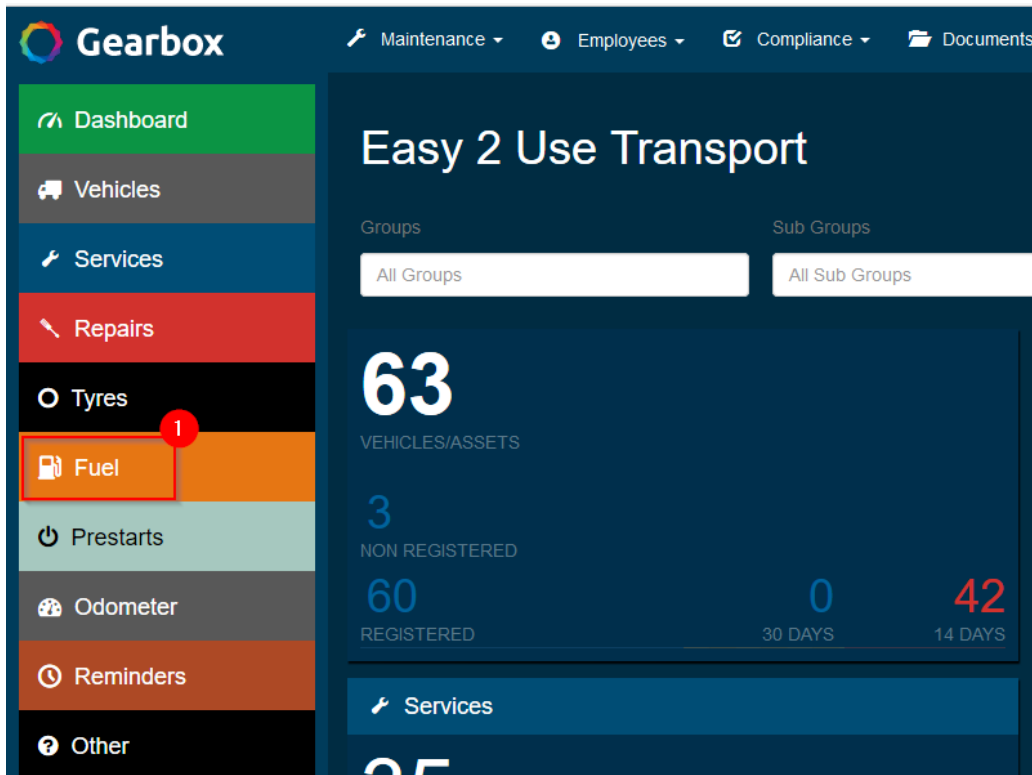 Gearbox
Maintenance
Employees
Compliance
Documents
Dashboard
Vehicles
Services
Repairs
Tyres
1
Fuel
Prestarts
Odometer
Reminders
Other
Easy 2 Use Transport
Groups
Sub Groups
All Groups
All Sub Groups
63
VEHICLES/ASSETS
3
NON REGISTERED
60
REGISTERED
0
30 DAYS
42
14 DAYS
Services